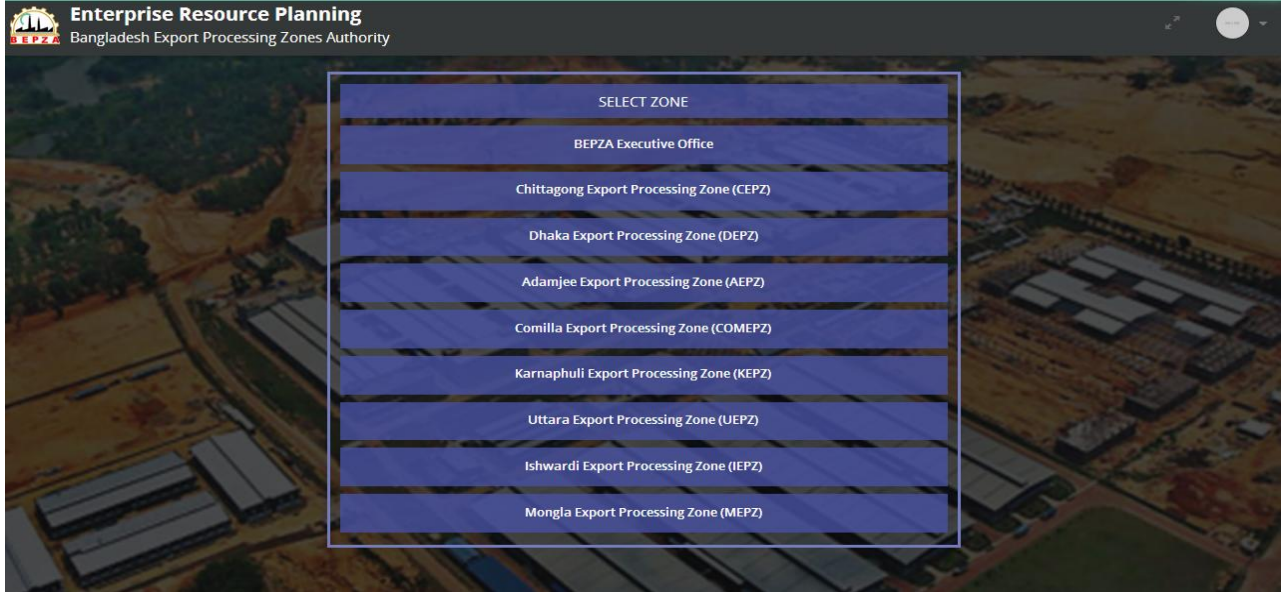 Enterprise Resource Planning
Bangladesh Export Processing Zones Authority
BEPZA
SELECT ZONE
BEPZA Executive Office
Chittagong Export Processing Zone (CEPZ)
Dhaka Export Processing Zone (DEPZ)
Adamjee Export Processing Zone (AEPZ)
Comilla Export Processing Zone (COMEPZ)
Karnaphuli Export Processing Zone (KEPZ)
Uttara Export Processing Zone (UEPZ)
Ishwardi Export Processing Zone (IEPZ)
Mongla Export Processing Zone (MEPZ)